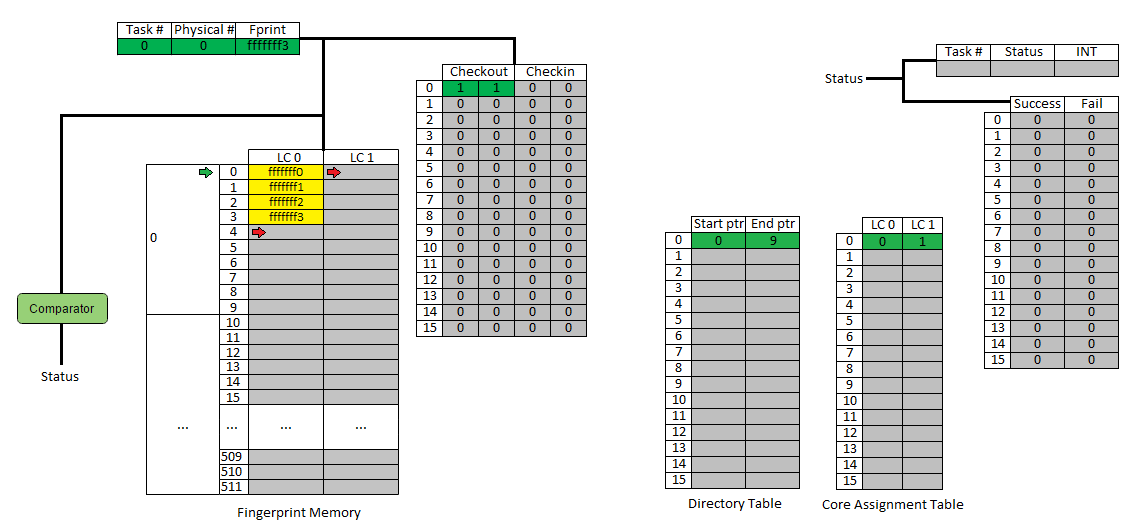 Task # Physical # Fprint
0 0 fffffff3
Checkout Checkin
0 1 1 0 0
1 0 0 0 0
2 0 0 0 0
3 0 0 0 0
4 0 0 0 0
5 0 0 0 0
6 0 0 0 0
7 0 0 0 0
8 0 0 0 0
9 0 0 0 0
10 0 0 0 0
11 0 0 0 0
12 0 0 0 0
13 0 0 0 0
14 0 0 0 0
15 0 0 0 0
LC 0 LC 1
0 fffffff0
1 fffffff1
2 fffffff2
3 fffffff3
4
0
5
6
7
8
9
10
11
12
13
14
15
... ... ... ...
509
510
511
Fingerprint Memory
Comparator
Status
Start ptr End ptr
0 0 9
1
2
3
4
5
6
7
8
9
10
11
12
13
14
15
Directory Table
LC 0 LC 1
0 0 1
1
2
3
4
5
6
7
8
9
10
11
12
13
14
15
Core Assignment Table
Status
Task # Status INT
Success Fail
0 0 0
1 0 0
2 0 0
3 0 0
4 0 0
5 0 0
6 0 0
7 0 0
8 0 0
9 0 0
10 0 0
11 0 0
12 0 0
13 0 0
14 0 0
15 0 0